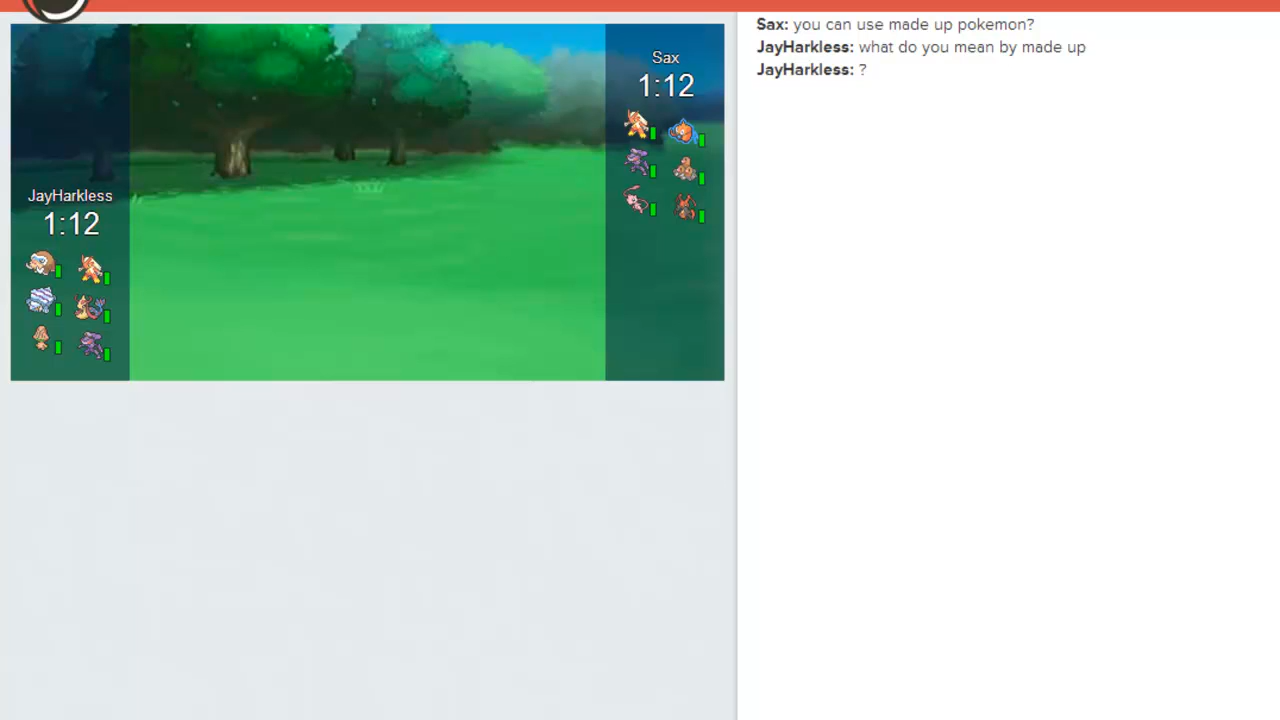 Sax: you can use made up pokemon?
JayHarkless: what do you mean by made up
JayHarkless: ?
Sax
1:12
JayHarkless
1:12